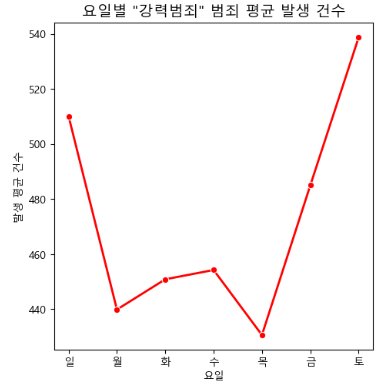 요일별 "강력범죄" 범죄 평균 발생 건수
발생 평균 건수
540
520
500
480
460
440
일 월 화 수 목 금 토
요일